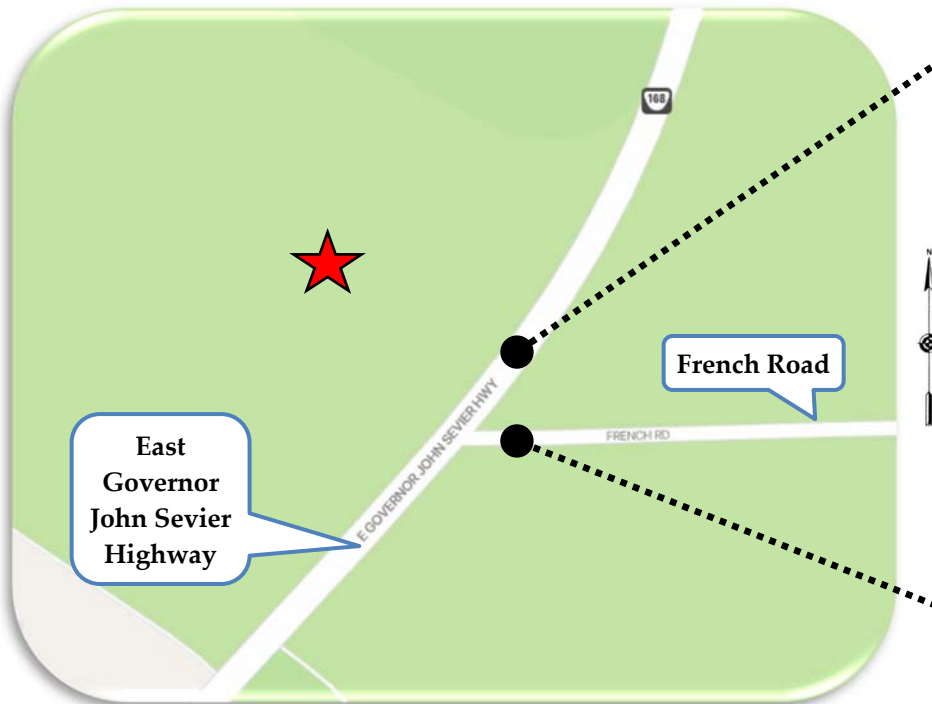 168
N
French Road
FRENCH RD
E GOVERNOR JOHN SEVIER HWY
East
Governor
John Sevier
Highway